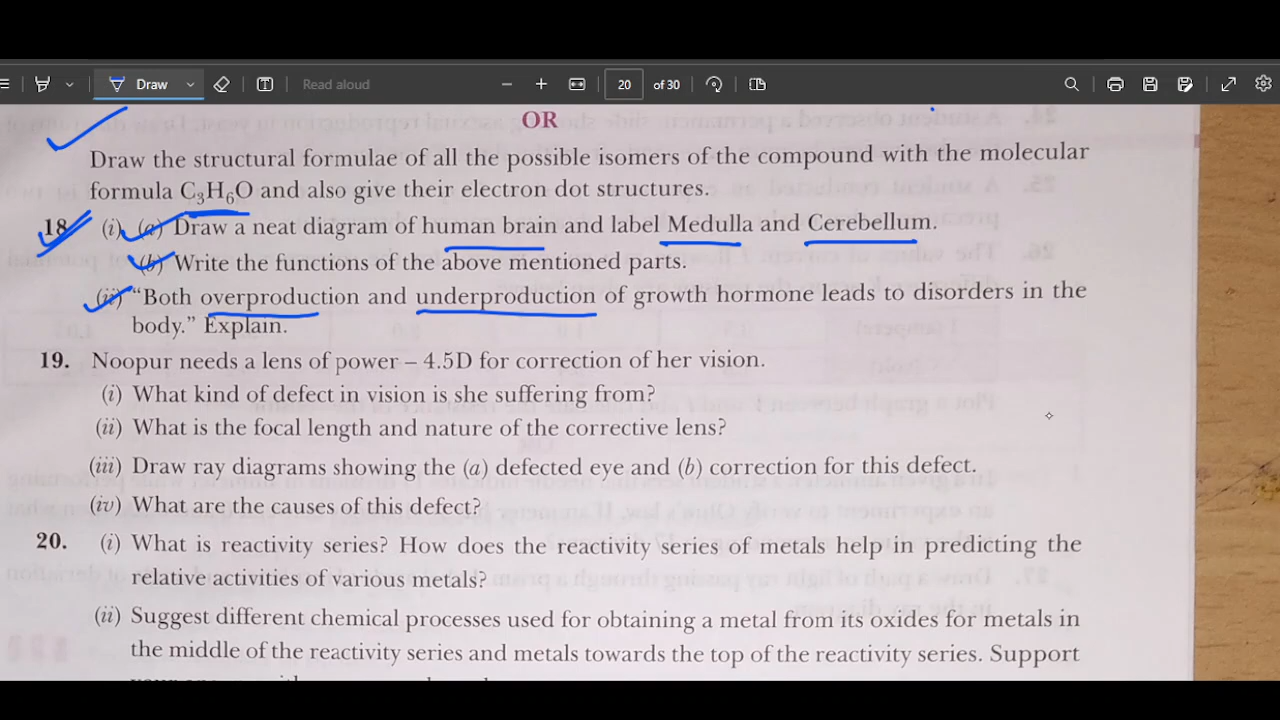 Draw
Read aloud
20 of 30
OR
Draw the structural formulae of all the possible isomers of the compound with the molecular
formula C₃H₆O and also give their electron dot structures.
18. (i) (a) Draw a neat diagram of human brain and label Medulla and Cerebellum.
(b) Write the functions of the above mentioned parts.
(ii) “Both overproduction and underproduction of growth hormone leads to disorders in the
body.” Explain.
19. Noopur needs a lens of power – 4.5D for correction of her vision.
(i) What kind of defect in vision is she suffering from?
(ii) What is the focal length and nature of the corrective lens?
(iii) Draw ray diagrams showing the (a) defected eye and (b) correction for this defect.
(iv) What are the causes of this defect?
20. (i) What is reactivity series? How does the reactivity series of metals help in predicting the
relative activities of various metals?
(ii) Suggest different chemical processes used for obtaining a metal from its oxides for metals in
the middle of the reactivity series and metals towards the top of the reactivity series. Support